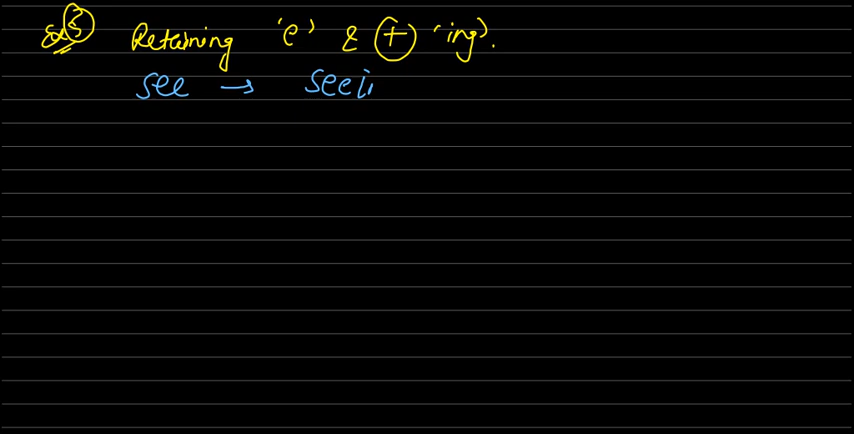 Retaining 'e' & + 'ing'.
see → seei